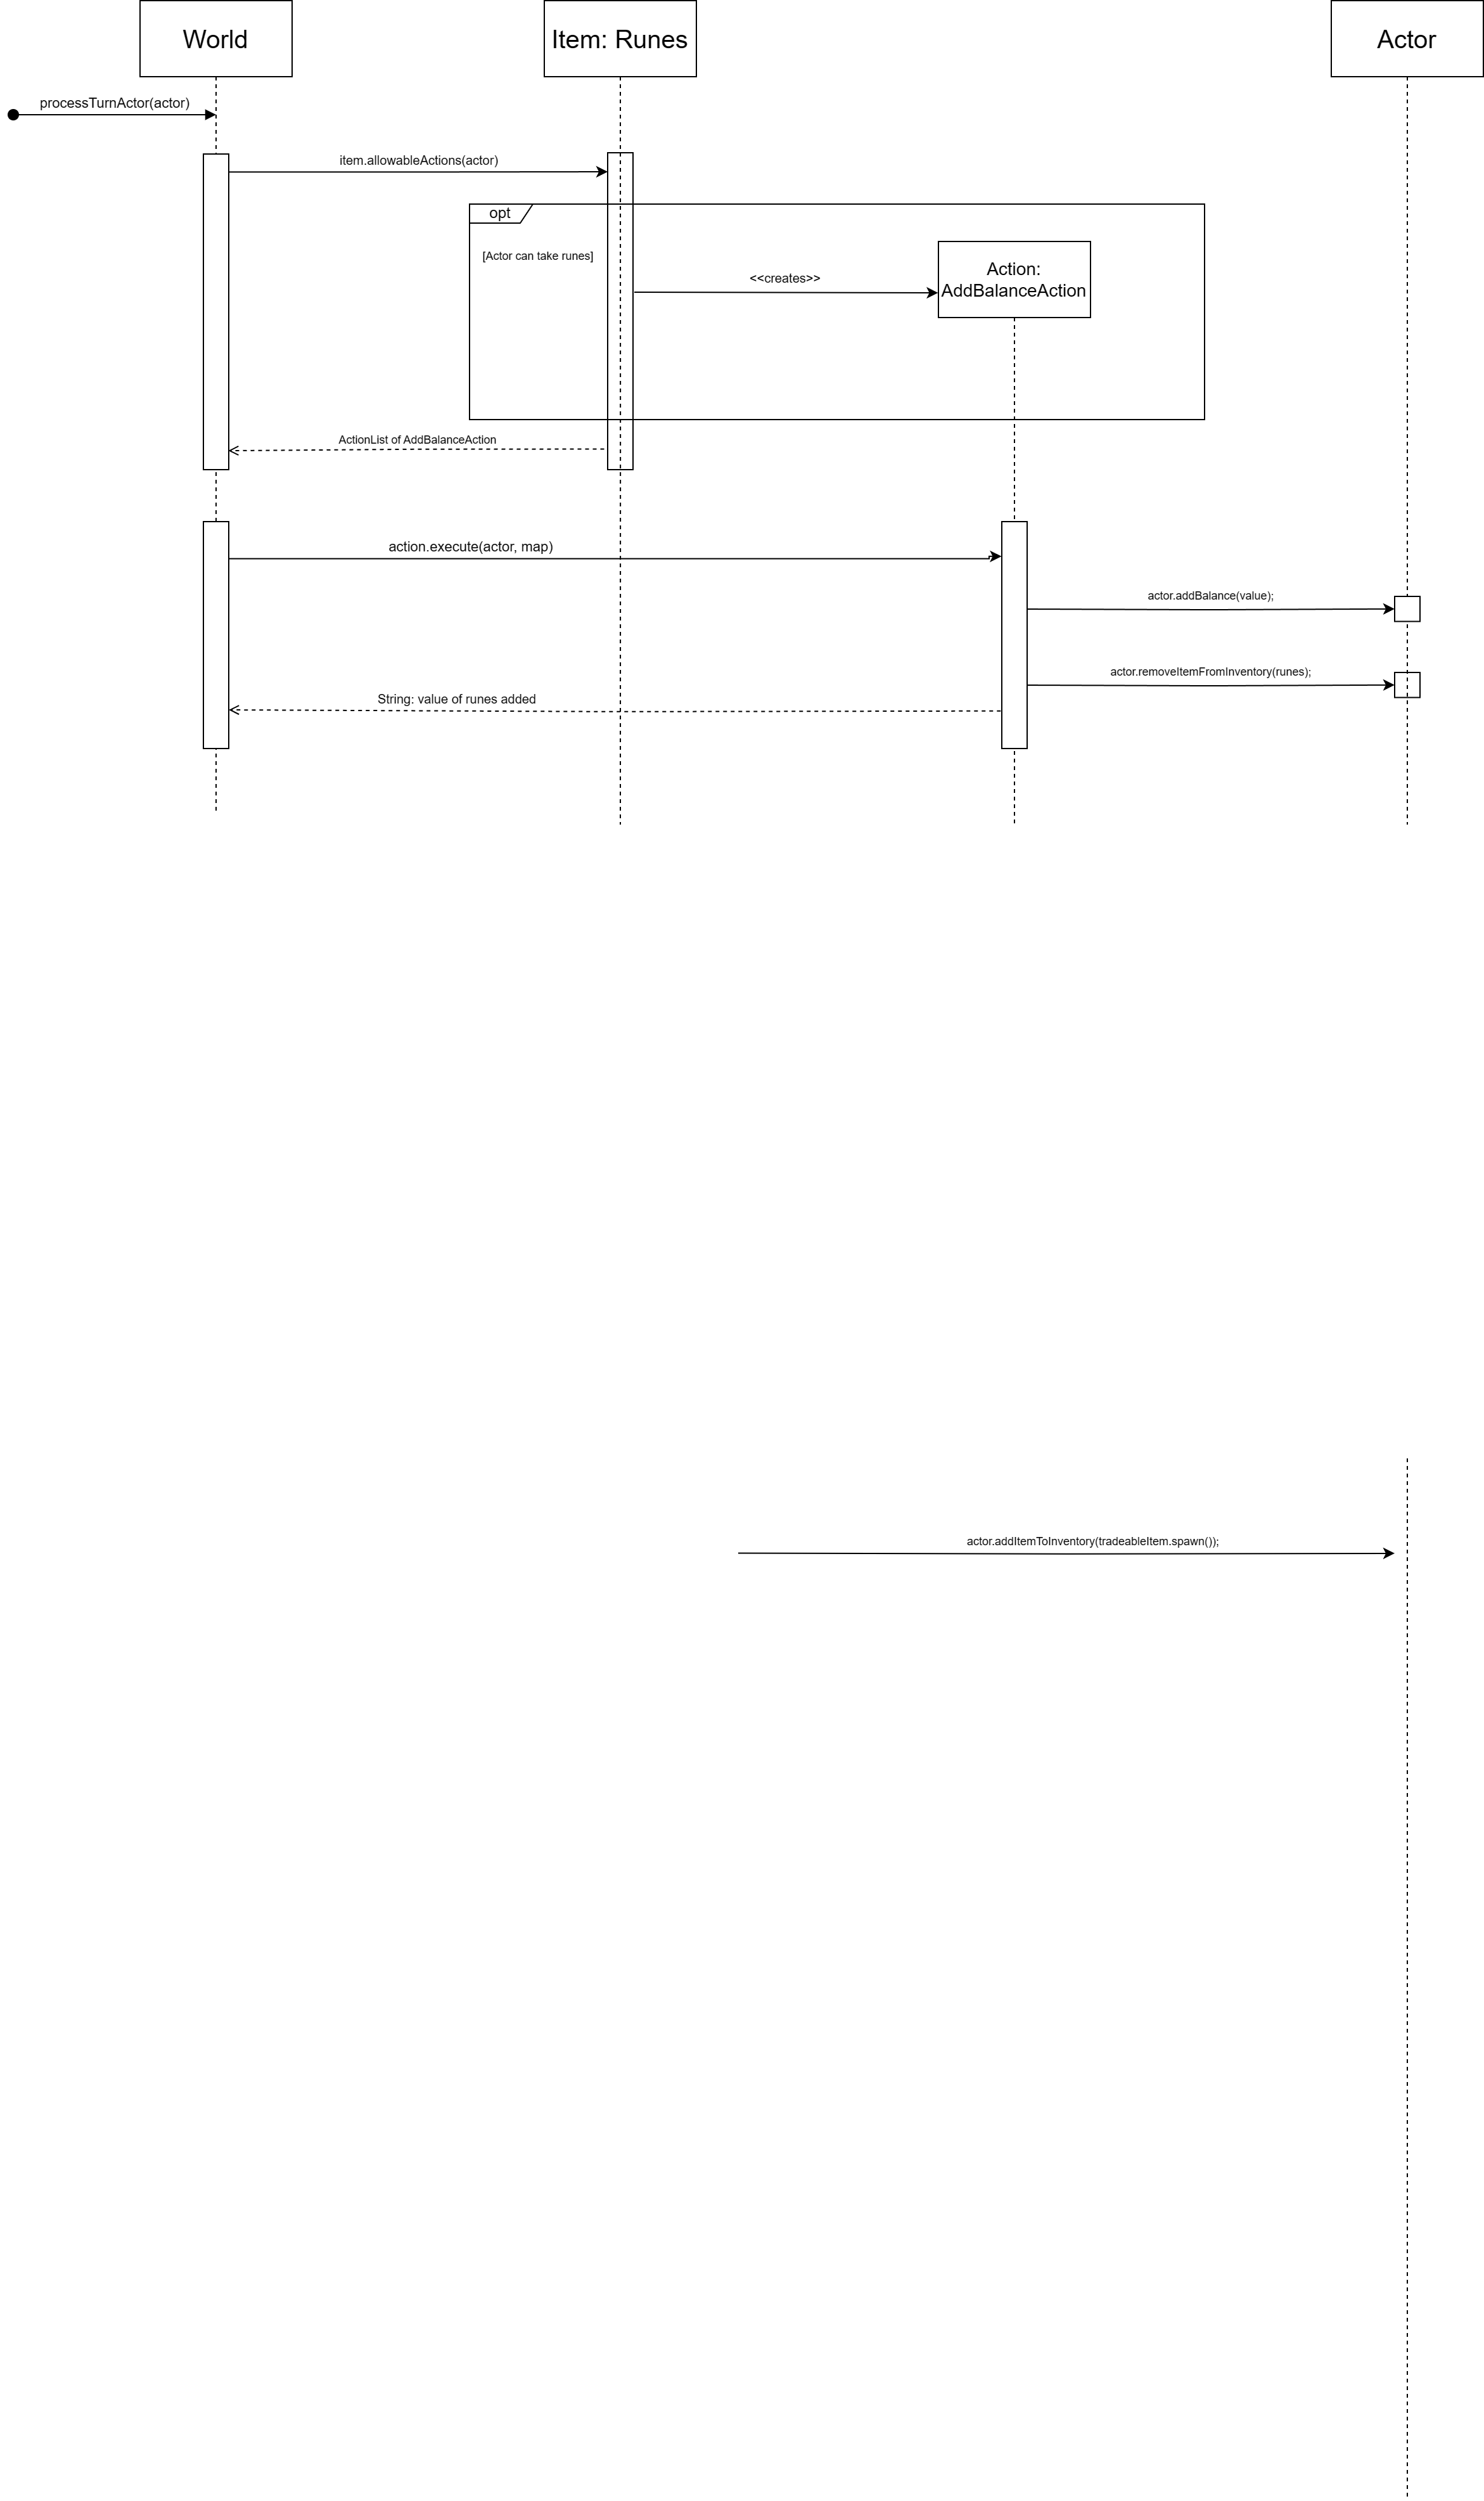 World
Item: Runes
Actor
processTurnActor(actor)
item.allowableActions(actor)
opt
[Actor can take runes]
<<creates>>
Action:
AddBalanceAction
ActionList of AddBalanceAction
action.execute(actor, map)
actor.addBalance(value);
actor.removeItemFromInventory(runes);
String: value of runes added
actor.addItemToInventory(tradeableItem.spawn());